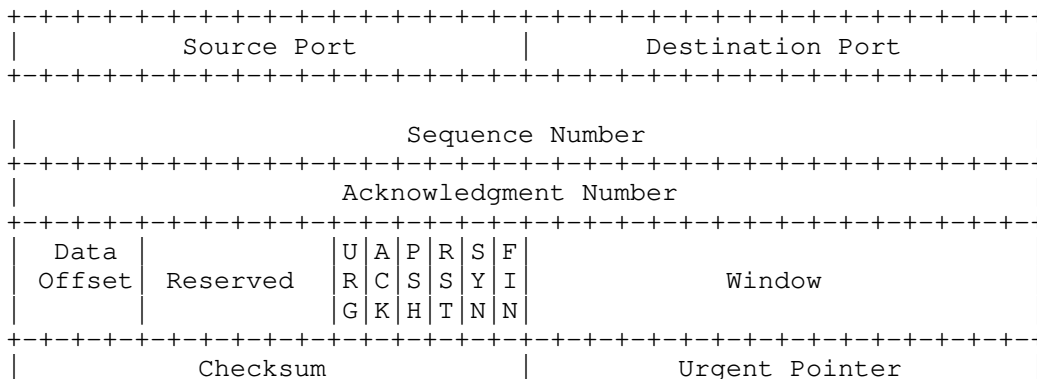 +-+-+-+-+-+-+-+-+-+-+-+-+-+-+-+-+-+-+-+-+-+-+-+-+-+-+-+-+-+-+-+-+--
| Source Port | Destination Port
+-+-+-+-+-+-+-+-+-+-+-+-+-+-+-+-+-+-+-+-+-+-+-+-+-+-+-+-+-+-+-+-+--
| Sequence Number
+-+-+-+-+-+-+-+-+-+-+-+-+-+-+-+-+-+-+-+-+-+-+-+-+-+-+-+-+-+-+-+-+--
| Acknowledgment Number
+-+-+-+-+-+-+-+-+-+-+-+-+-+-+-+-+-+-+-+-+-+-+-+-+-+-+-+-+-+-+-+-+--
| Data | |U|A|P|R|S|F|
| Offset| Reserved |R|C|S|S|Y|I| Window
| | |G|K|H|T|N|N|
+-+-+-+-+-+-+-+-+-+-+-+-+-+-+-+-+-+-+-+-+-+-+-+-+-+-+-+-+-+-+-+-+--
| Checksum | Urgent Pointer